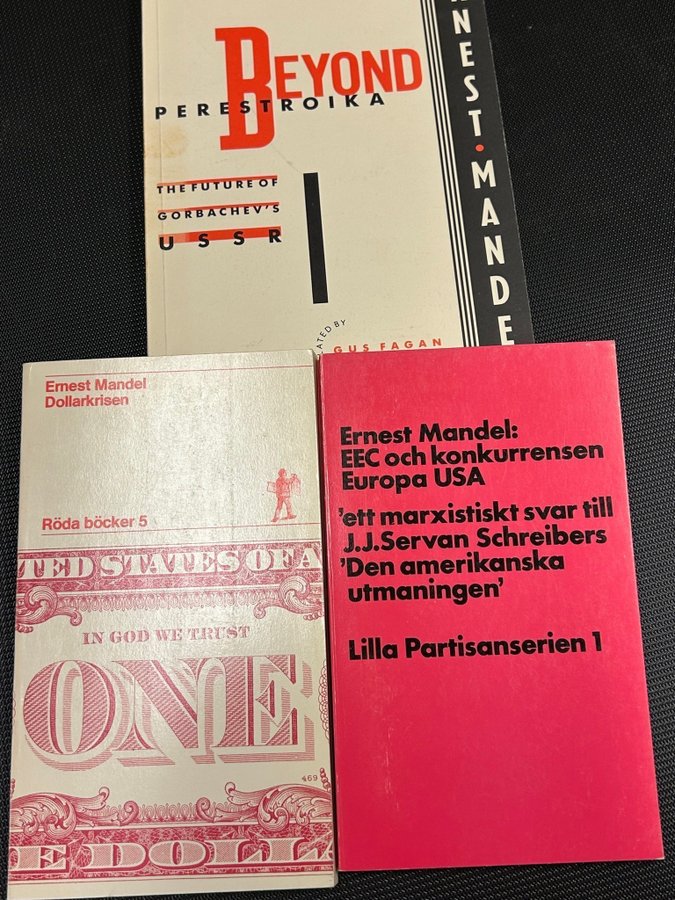 BEYOND
PERESTROIKA
THE FUTURE OF
GORBACHEV'S
USSR
GUS FAGAN
NEST·MANDE
Ernest Mandel
Dollarkrisen
Röda böcker 5
TED STATES OF A
IN GOD WE TRUST
ONE
469
E DOLL
Ernest Mandel:
EEC och konkurrensen
Europa USA
'ett marxistiskt svar till
J.J.Servan Schreibers
'Den amerikanska
utmaningen'
Lilla Partisanserien 1